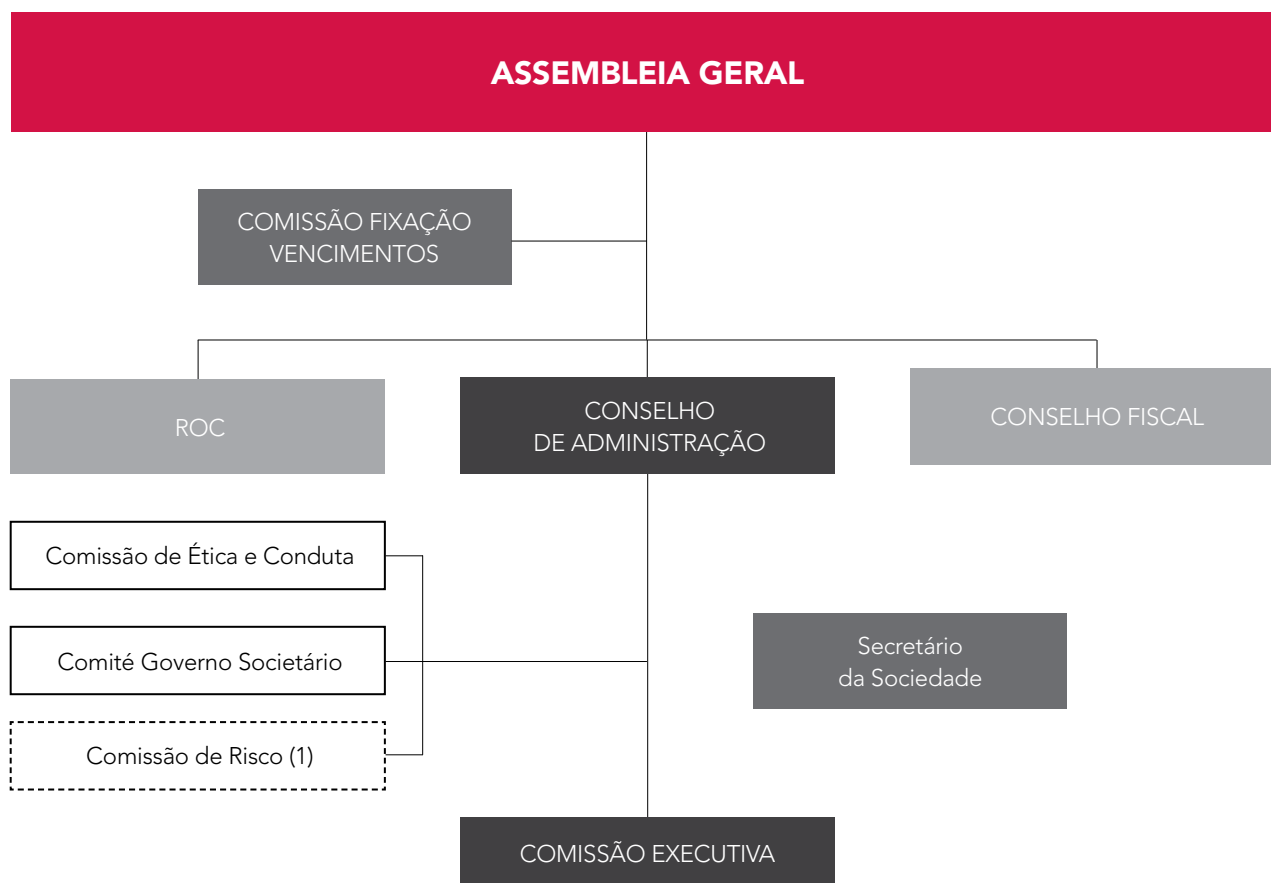 ASSEMBLEIA GERAL
COMISSÃO FIXAÇÃO
VENCIMENTOS
ROC
CONSELHO
DE ADMINISTRAÇÃO
CONSELHO FISCAL
Comissão de Ética e Conduta
Comité Governo Societário
Secretário
da Sociedade
Comissão de Risco (1)
COMISSÃO EXECUTIVA